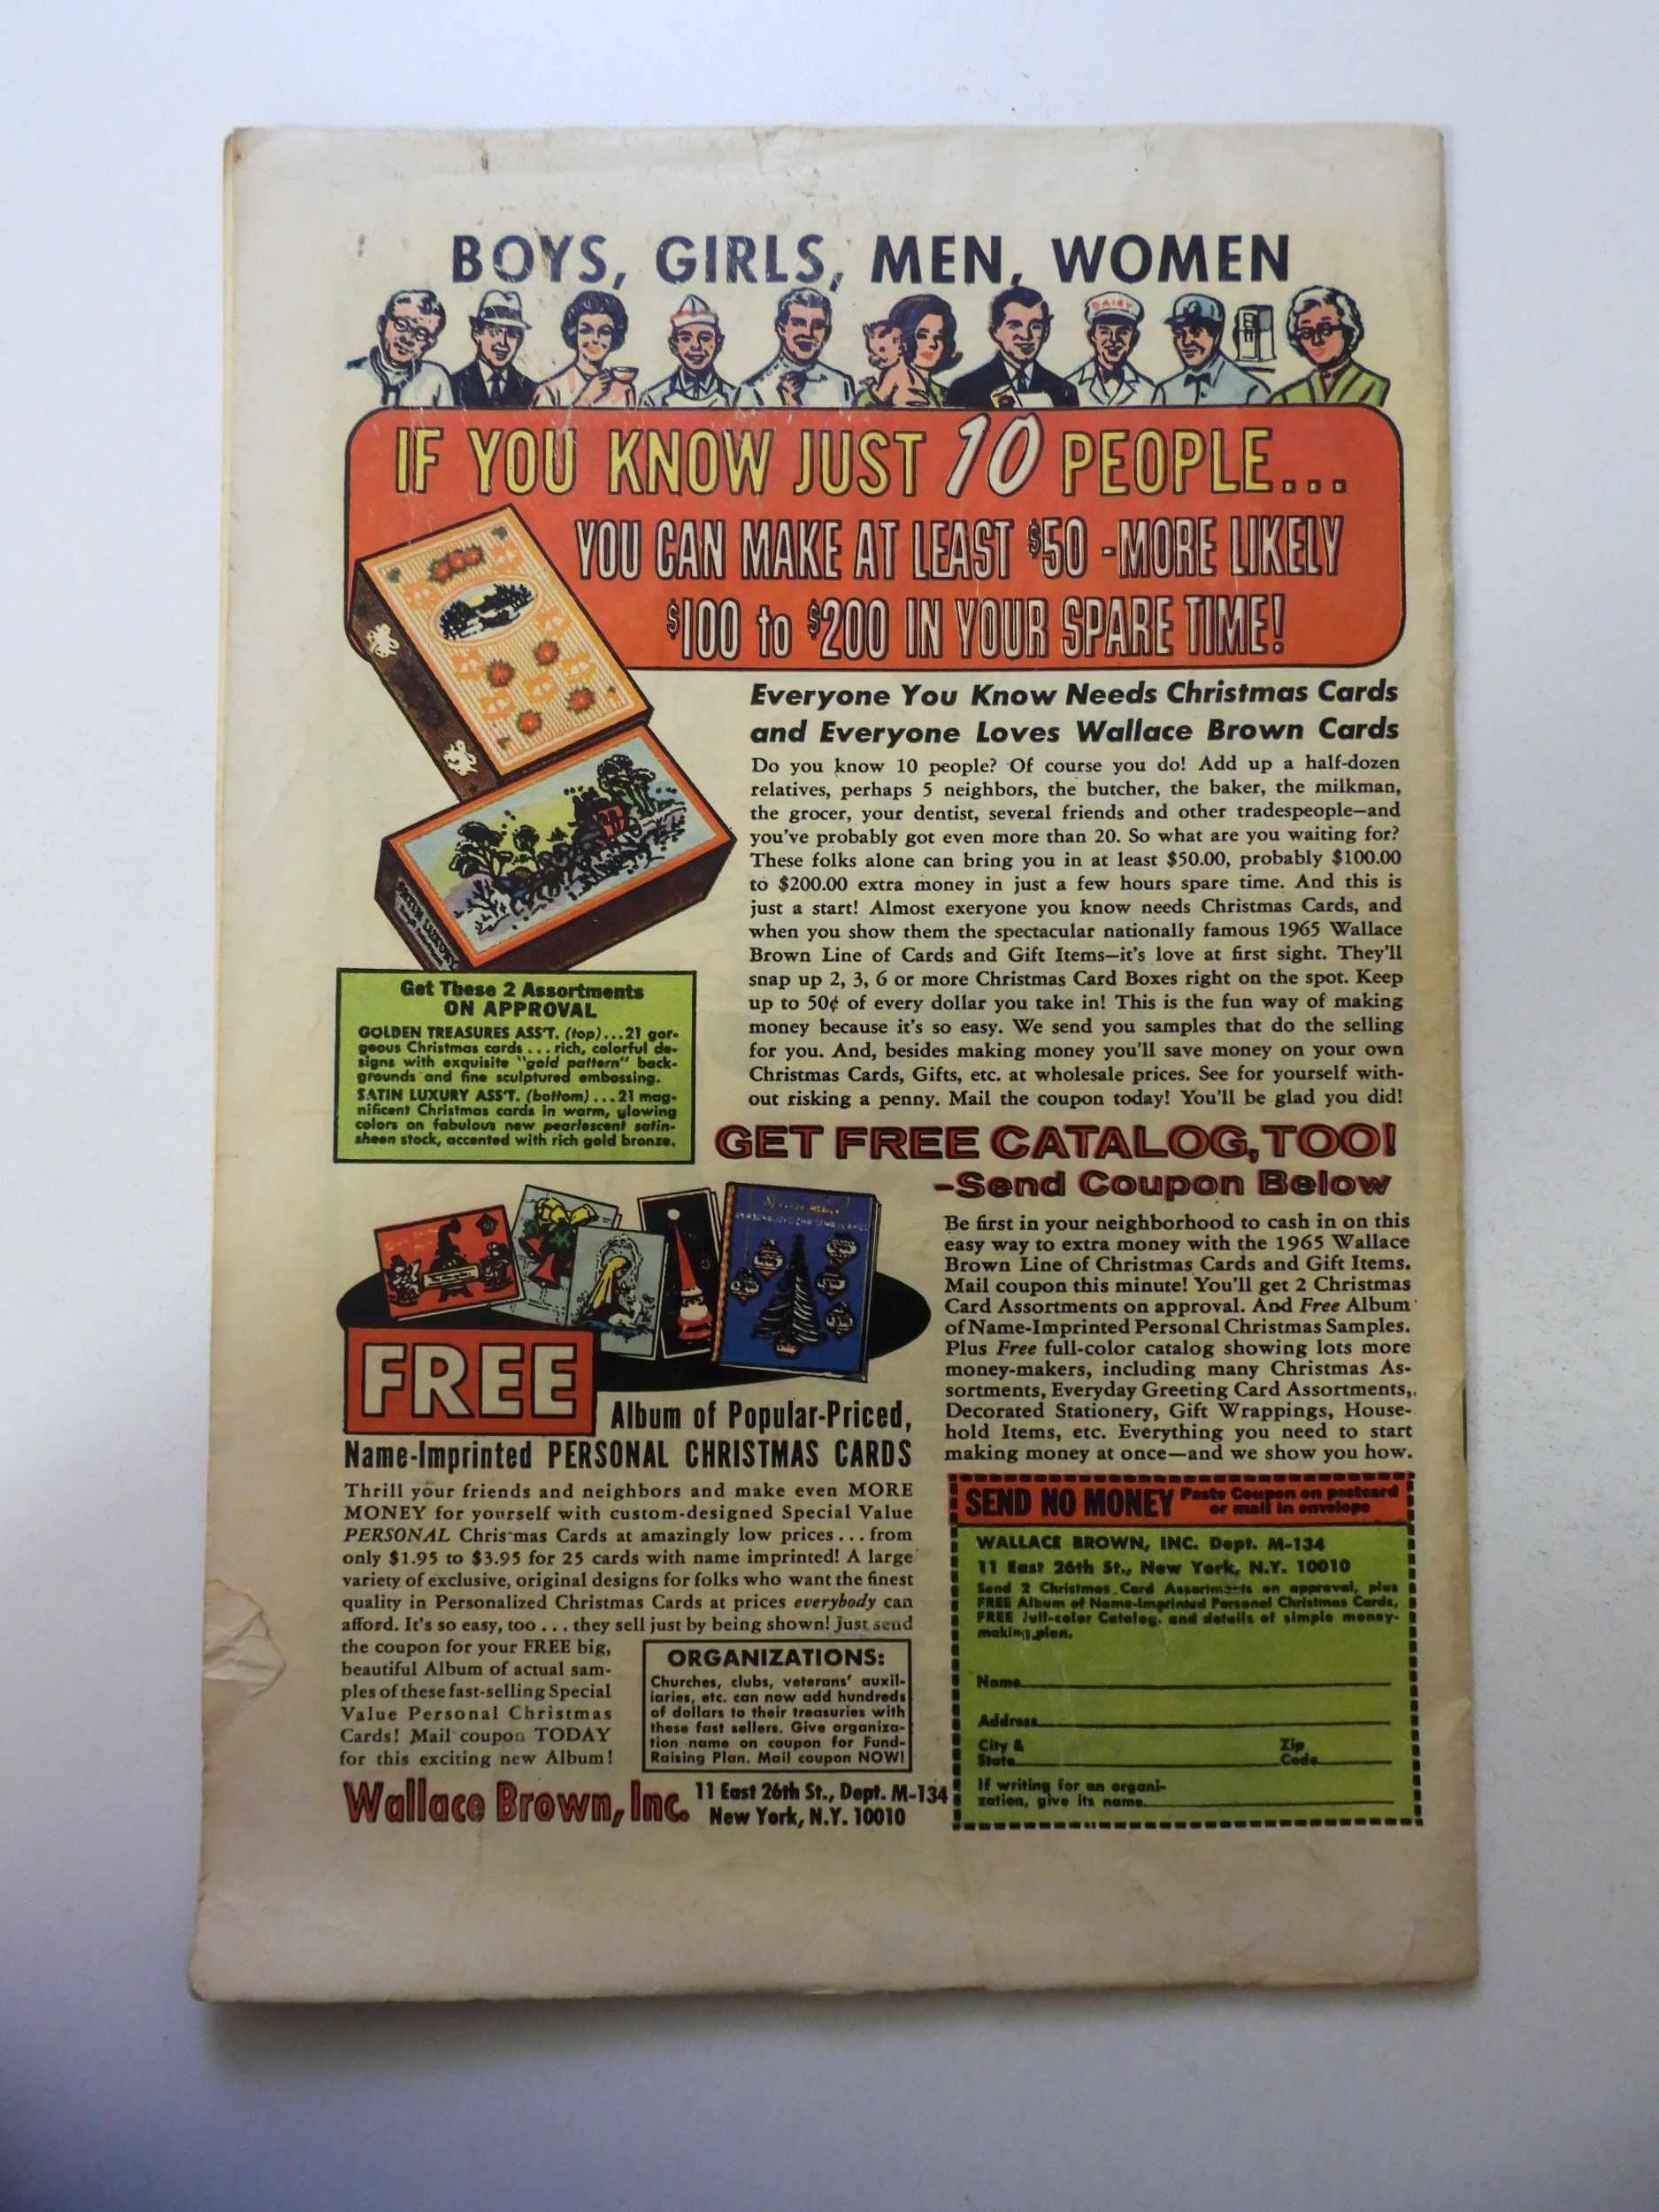 BOYS, GIRLS, MEN, WOMEN
DAIRY
IF YOU KNOW JUST 10 PEOPLE...
YOU CAN MAKE AT LEAST $50 - MORE LIKELY
$100 to $200 IN YOUR SPARE TIME!
Everyone You Know Needs Christmas Cards
and Everyone Loves Wallace Brown Cards
Do you know 10 people? Of course you do! Add up a half-dozen
relatives, perhaps 5 neighbors, the butcher, the baker, the milkman,
the grocer, your dentist, several friends and other tradespeople—and
you've probably got even more than 20. So what are you waiting for?
These folks alone can bring you in at least $50.00, probably $100.00
to $200.00 extra money in just a few hours spare time. And this is
just a start! Almost exeryone you know needs Christmas Cards, and
when you show them the spectacular nationally famous 1965 Wallace
Brown Line of Cards and Gift Items—it's love at first sight. They'll
snap up 2, 3, 6 or more Christmas Card Boxes right on the spot. Keep
up to 50¢ of every dollar you take in! This is the fun way of making
money because it's so easy. We send you samples that do the selling
for you. And, besides making money you'll save money on your own
Christmas Cards, Gifts, etc. at wholesale prices. See for yourself with-
out risking a penny. Mail the coupon today! You'll be glad you did!
SATIN LUXURY
Get These 2 Assortments
ON APPROVAL
GOLDEN TREASURES ASS'T. (top)...21 gor-
geous Christmas cards ... rich, colorful de-
signs with exquisite "gold pattern" back-
grounds and fine sculptured embossing.
SATIN LUXURY ASS'T. (bottom) ...21 mag-
nificent Christmas cards in warm, glowing
colors on fabulous new pearlescent satin-
sheen stock, accented with rich gold bronze.
GET FREE CATALOG, TOO!
-Send Coupon Below
Be first in your neighborhood to cash in on this
easy way to extra money with the 1965 Wallace
Brown Line of Christmas Cards and Gift Items.
Mail coupon this minute! You'll get 2 Christmas
Card Assortments on approval. And Free Album
of Name-Imprinted Personal Christmas Samples.
Plus Free full-color catalog showing lots more
money-makers, including many Christmas As-
sortments, Everyday Greeting Card Assortments,
Decorated Stationery, Gift Wrappings, House-
hold Items, etc. Everything you need to start
making money at once—and we show you how.
PERSONALIZED CHRISTMAS CARDS
FREE
Album of Popular-Priced,
Name-Imprinted PERSONAL CHRISTMAS CARDS
Thrill your friends and neighbors and make even MORE
MONEY for yourself with custom-designed Special Value
PERSONAL Christmas Cards at amazingly low prices ... from
only $1.95 to $3.95 for 25 cards with name imprinted! A large
variety of exclusive, original designs for folks who want the finest
quality in Personalized Christmas Cards at prices everybody can
afford. It's so easy, too ... they sell just by being shown! Just send
the coupon for your FREE big,
beautiful Album of actual sam-
ples of these fast-selling Special
Value Personal Christmas
Cards! Mail coupon TODAY
for this exciting new Album!
ORGANIZATIONS:
Churches, clubs, veterans' auxil-
iaries, etc. can now add hundreds
of dollars to their treasuries with
these fast sellers. Give organiza-
tion name on coupon for Fund-
Raising Plan. Mail coupon NOW!
Wallace Brown, Inc. 11 East 26th St., Dept. M-134
New York, N.Y. 10010
SEND NO MONEY Paste Coupon on postcard
or mail in envelope
WALLACE BROWN, INC. Dept. M-134
11 East 26th St., New York, N.Y. 10010
Send 2 Christmas Card Assortments on approval, plus
FREE Album of Name-Imprinted Personal Christmas Cards,
FREE full-color Catalog, and details of simple money-
making plan.
Name
Address
City & Zip
State Code
If writing for an organi-
zation, give its name